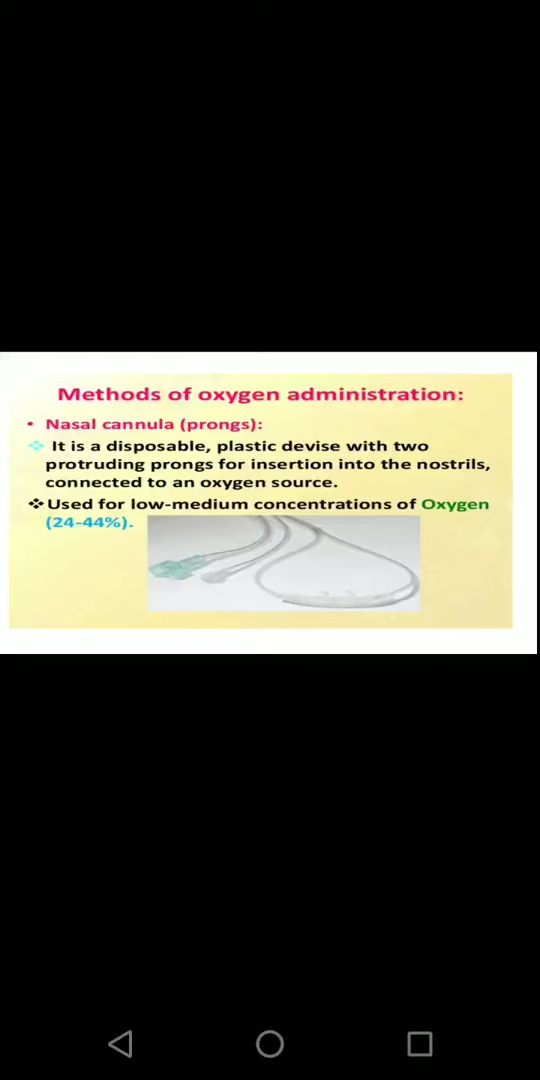 Methods of oxygen administration:
• Nasal cannula (prongs):
❖ It is a disposable, plastic devise with two
protruding prongs for insertion into the nostrils,
connected to an oxygen source.
❖Used for low-medium concentrations of Oxygen
(24-44%).